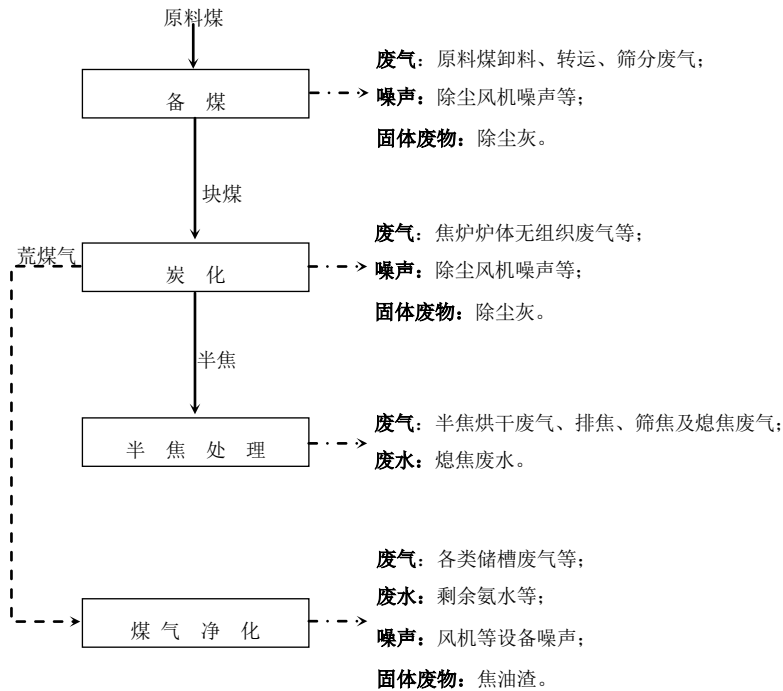 原料煤
备 煤
废气：原料煤卸料、转运、筛分废气；
噪声：除尘风机噪声等；
固体废物：除尘灰。
块煤
荒煤气
炭 化
废气：焦炉炉体无组织废气等；
噪声：除尘风机噪声等；
固体废物：除尘灰。
半焦
半 焦 处 理
废气：半焦烘干废气、排焦、筛焦及熄焦废气；
废水：熄焦废水。
煤 气 净 化
废气：各类储槽废气等；
废水：剩余氨水等；
噪声：风机等设备噪声；
固体废物：焦油渣。